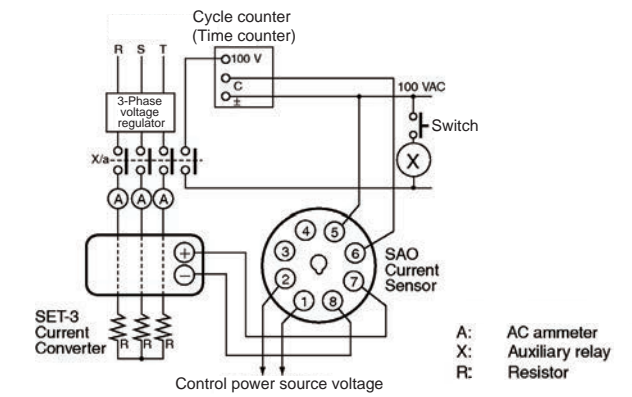 Cycle counter
(Time counter)
R S T
100 V
C
±
100 VAC
3-Phase
voltage
regulator
Switch
X/a
X
A A A
4 5
3 6
2 7
1 8
+
−
SAO
Current
Sensor
SET-3
Current
Converter
R R R
Control power source voltage
A: AC ammeter
X: Auxiliary relay
R: Resistor